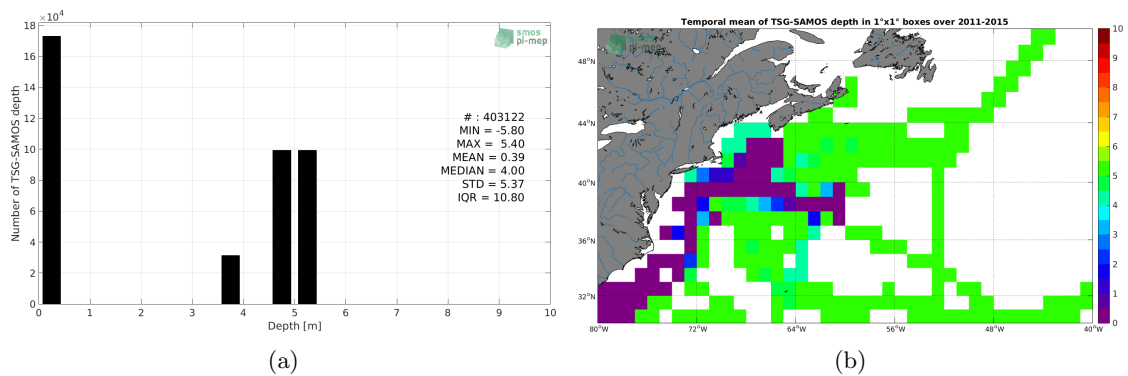 ×10⁴
18
16
14
12
10
8
6
4
2
0
Number of TSG-SAMOS depth
smos
pi-mep
# : 403122
MIN = -5.80
MAX = 5.40
MEAN = 0.39
MEDIAN = 4.00
STD = 5.37
IQR = 10.80
0 1 2 3 4 5 6 7 8 9 10
Depth [m]
(a)
Temporal mean of TSG-SAMOS depth in 1°x1° boxes over 2011-2015
smos
pi-mep
48°N
44°N
40°N
36°N
32°N
80°W 72°W 64°W 56°W 48°W 40°W
10
9
8
7
6
5
4
3
2
1
0
(b)